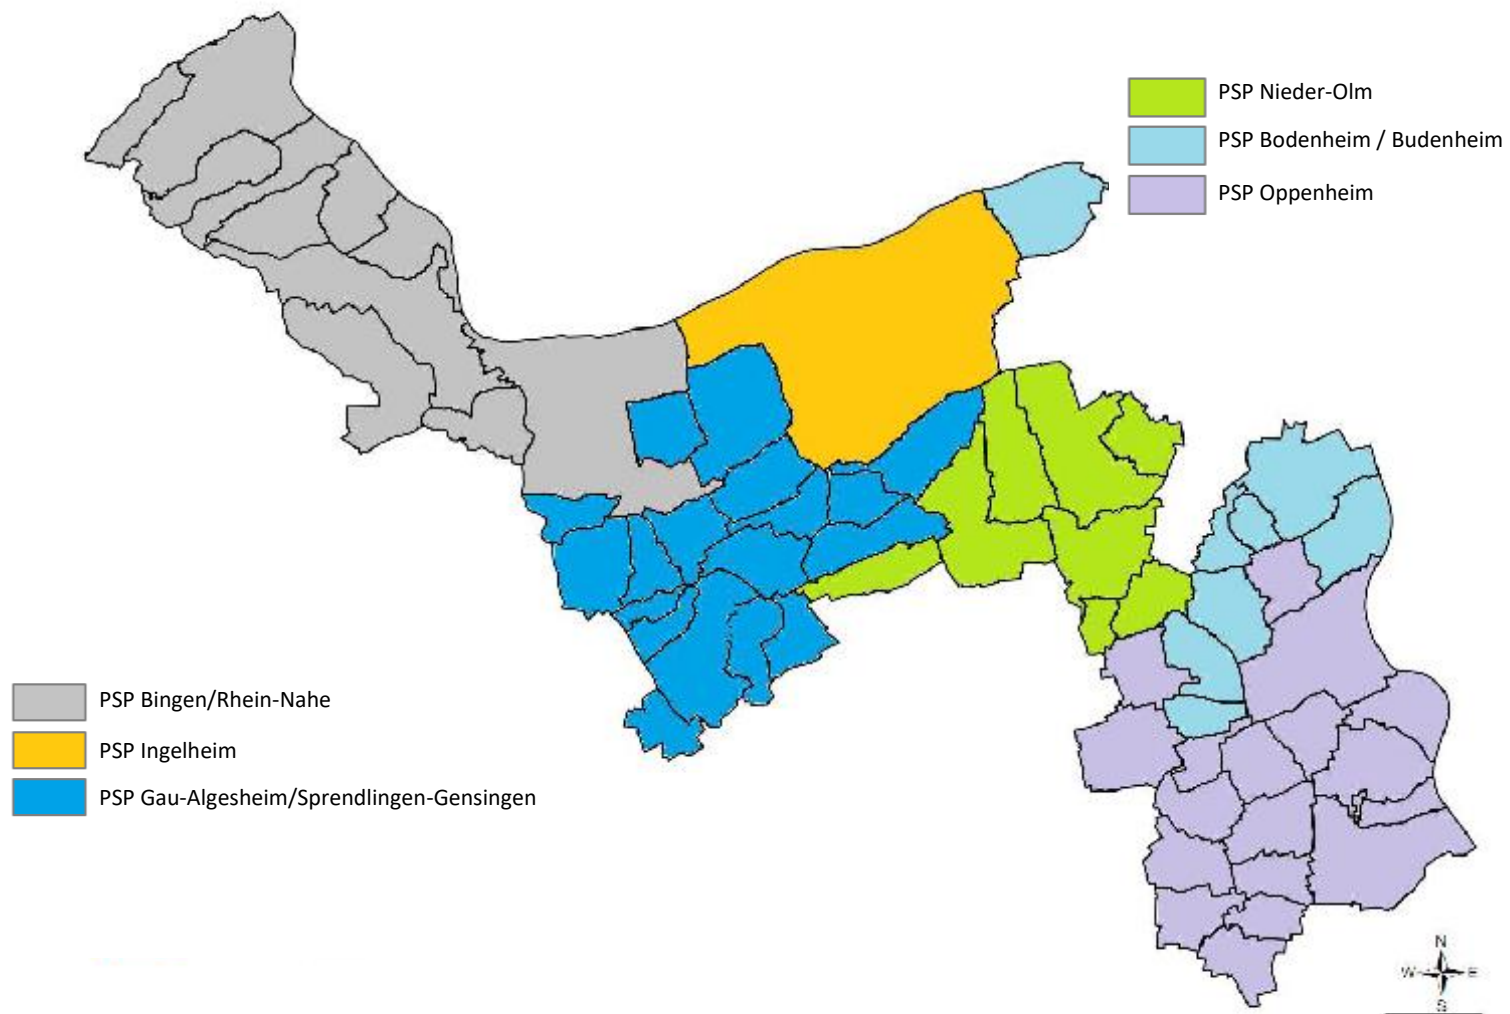 PSP Nieder-Olm
PSP Bodenheim / Budenheim
PSP Oppenheim
PSP Bingen/Rhein-Nahe
PSP Ingelheim
PSP Gau-Algesheim/Sprendlingen-Gensingen
N
W E
S